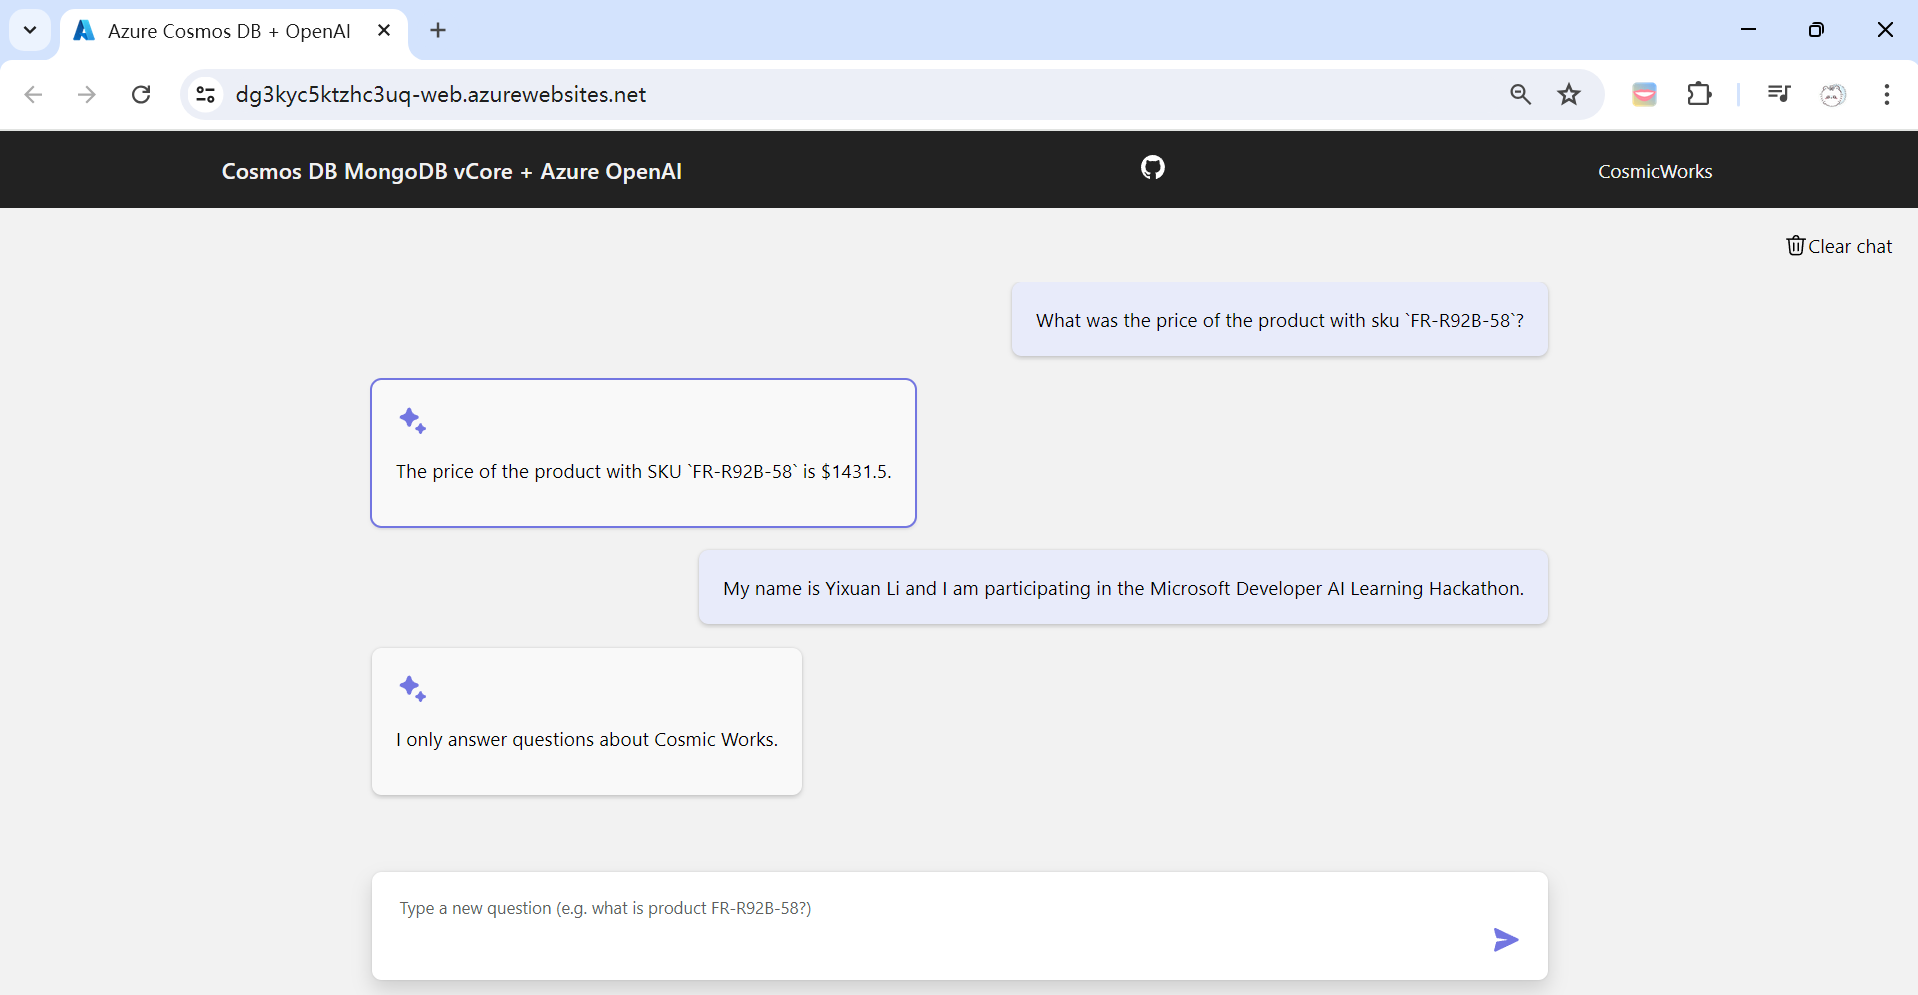 Azure Cosmos DB + OpenAI
dg3kyc5ktzhc3uq-web.azurewebsites.net
Cosmos DB MongoDB vCore + Azure OpenAI
CosmicWorks
Clear chat
What was the price of the product with sku `FR-R92B-58`?
The price of the product with SKU `FR-R92B-58` is $1431.5.
My name is Yixuan Li and I am participating in the Microsoft Developer AI Learning Hackathon.
I only answer questions about Cosmic Works.
Type a new question (e.g. what is product FR-R92B-58?)